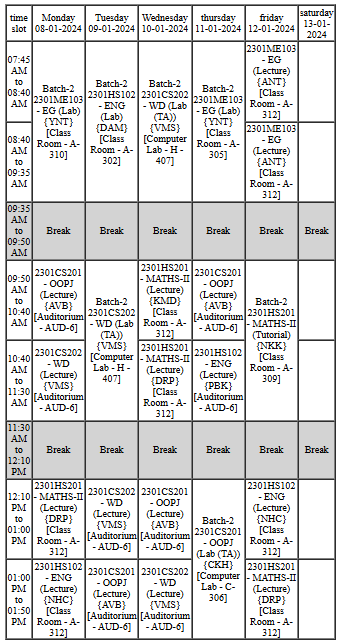 time slot
Monday 08-01-2024
Tuesday 09-01-2024
Wednesday 10-01-2024
thursday 11-01-2024
friday 12-01-2024
saturday 13-01-2024
07:45 AM to 08:40 AM
Batch-2 2301ME103 - EG (Lab) {YNT} [Class Room - A-310]
Batch-2 2301HS102 - ENG (Lab) {DAM} [Class Room - A-302]
Batch-2 2301CS202 - WD (Lab (TA)) {VMS} [Computer Lab - H - 407]
Batch-2 2301ME103 - EG (Lab) {YNT} [Class Room - A-305]
2301ME103 - EG (Lecture) {ANT} [Class Room - A-312]
08:40 AM to 09:35 AM
2301ME103 - EG (Lecture) {ANT} [Class Room - A-312]
09:35 AM to 09:50 AM
Break
Break
Break
Break
Break
Break
09:50 AM to 10:40 AM
2301CS201 - OOPJ (Lecture) {AVB} [Auditorium - AUD-6]
Batch-2 2301CS202 - WD (Lab (TA)) {VMS} [Computer Lab - H - 407]
2301HS201 - MATHS-II (Lecture) {KMD} [Class Room - A-312]
2301CS201 - OOPJ (Lecture) {AVB} [Auditorium - AUD-6]
Batch-2 2301HS201 - MATHS-II (Tutorial) {NKK} [Class Room - A-309]
10:40 AM to 11:30 AM
2301CS202 - WD (Lecture) {VMS} [Auditorium - AUD-6]
2301HS201 - MATHS-II (Lecture) {DRP} [Class Room - A-312]
2301HS102 - ENG (Lecture) {PBK} [Auditorium - AUD-6]
11:30 AM to 12:10 PM
Break
Break
Break
Break
Break
Break
12:10 PM to 01:00 PM
2301HS201 - MATHS-II (Lecture) {DRP} [Class Room - A-312]
2301CS202 - WD (Lecture) {VMS} [Auditorium - AUD-6]
2301CS201 - OOPJ (Lecture) {AVB} [Auditorium - AUD-6]
Batch-2 2301CS201 - OOPJ (Lab (TA)) {CKH} [Computer Lab - C-306]
2301HS102 - ENG (Lecture) {NHC} [Class Room - A-312]
01:00 PM to 01:50 PM
2301HS102 - ENG (Lecture) {NHC} [Class Room - A-312]
2301CS201 - OOPJ (Lecture) {AVB} [Auditorium - AUD-6]
2301CS202 - WD (Lecture) {VMS} [Auditorium - AUD-6]
2301HS201 - MATHS-II (Lecture) {DRP} [Class Room - A-312]